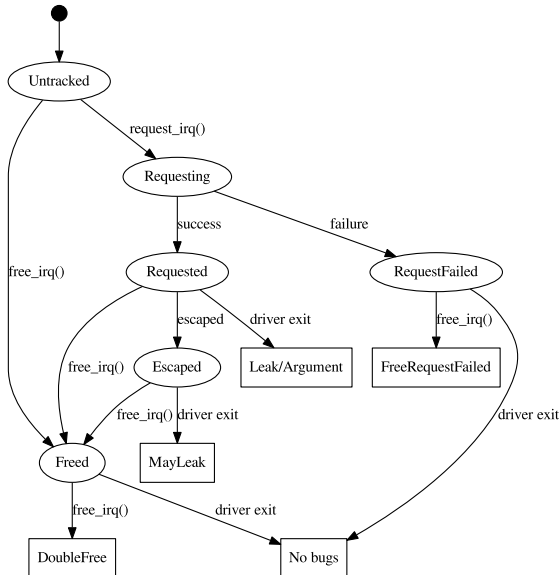 Untracked
request_irq()
Requesting
success
failure
free_irq()
Requested
RequestFailed
escaped
driver exit
free_irq()
free_irq()
Escaped
Leak/Argument
FreeRequestFailed
free_irq()
driver exit
driver exit
Freed
MayLeak
free_irq()
driver exit
DoubleFree
No bugs